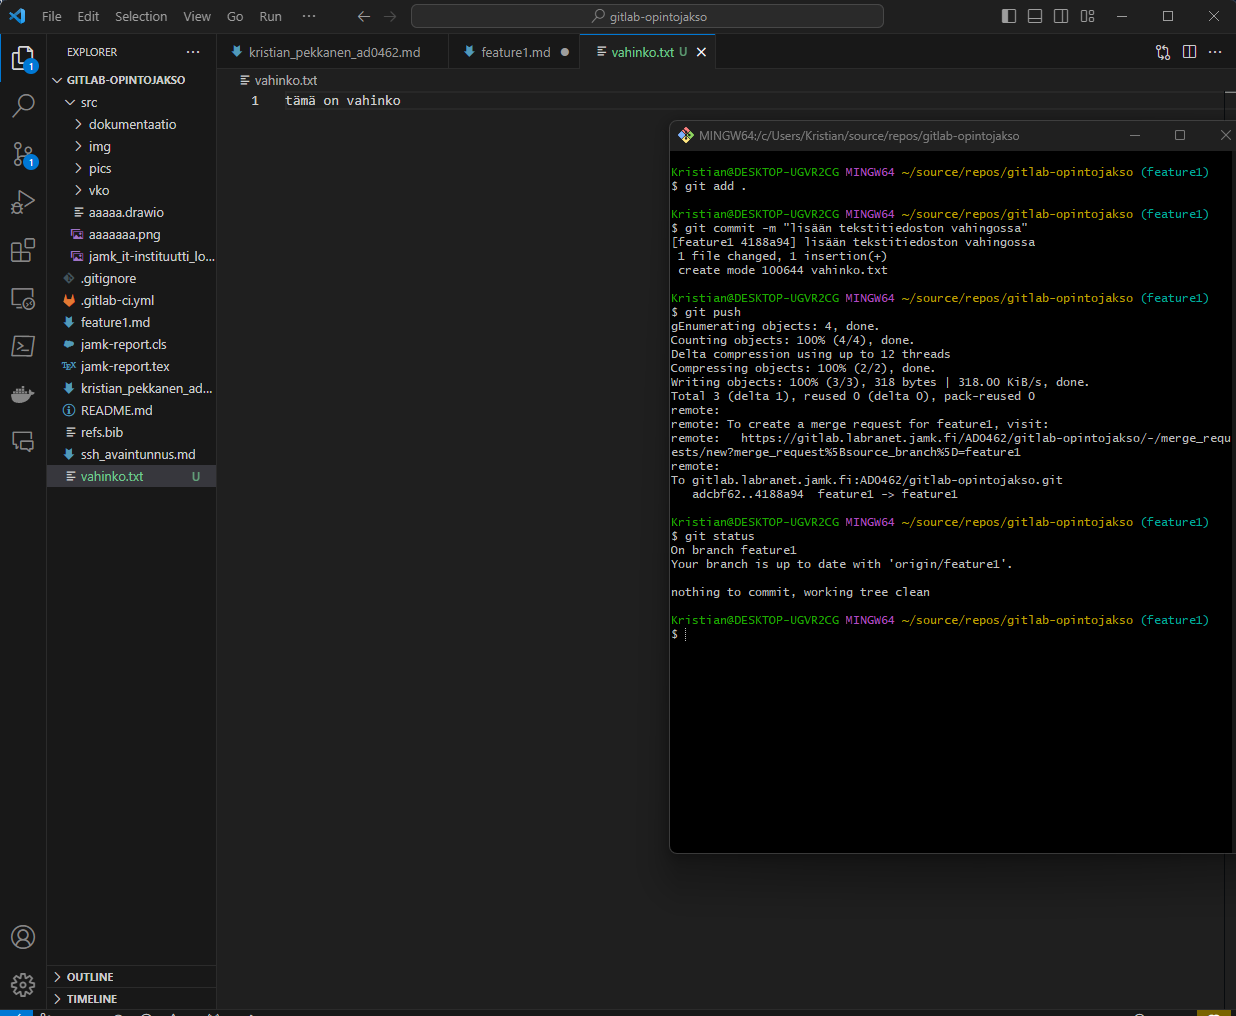 File Edit Selection View Go Run ··· gitlab-opintojakso
EXPLORER ···
kristian_pekkanen_ad0462.md feature1.md vahinko.txt U
GITLAB-OPINTOJAKSO
src
dokumentaatio
img
pics
vko
aaaaa.drawio
aaaaaaa.png
jamk_it-instituutti_lo...
.gitignore
.gitlab-ci.yml
feature1.md
jamk-report.cls
jamk-report.tex
kristian_pekkanen_ad...
README.md
refs.bib
ssh_avaintunnus.md
vahinko.txt U
OUTLINE
TIMELINE
1
1
vahinko.txt
1 tämä on vahinko
MINGW64:/c/Users/Kristian/source/repos/gitlab-opintojakso
Kristian@DESKTOP-UGVR2CG MINGW64 ~/source/repos/gitlab-opintojakso (feature1)
$ git add .
Kristian@DESKTOP-UGVR2CG MINGW64 ~/source/repos/gitlab-opintojakso (feature1)
$ git commit -m "lisään tekstitiedoston vahingossa"
[feature1 4188a94] lisään tekstitiedoston vahingossa
1 file changed, 1 insertion(+)
create mode 100644 vahinko.txt
Kristian@DESKTOP-UGVR2CG MINGW64 ~/source/repos/gitlab-opintojakso (feature1)
$ git push
gEnumerating objects: 4, done.
Counting objects: 100% (4/4), done.
Delta compression using up to 12 threads
Compressing objects: 100% (2/2), done.
Writing objects: 100% (3/3), 318 bytes | 318.00 KiB/s, done.
Total 3 (delta 1), reused 0 (delta 0), pack-reused 0
remote:
remote: To create a merge request for feature1, visit:
remote:   https://gitlab.labranet.jamk.fi/AD0462/gitlab-opintojakso/-/merge_requ
ests/new?merge_request%5Bsource_branch%5D=feature1
remote:
To gitlab.labranet.jamk.fi:AD0462/gitlab-opintojakso.git
adcbf62..4188a94  feature1 -> feature1
Kristian@DESKTOP-UGVR2CG MINGW64 ~/source/repos/gitlab-opintojakso (feature1)
$ git status
On branch feature1
Your branch is up to date with 'origin/feature1'.
nothing to commit, working tree clean
Kristian@DESKTOP-UGVR2CG MINGW64 ~/source/repos/gitlab-opintojakso (feature1)
$